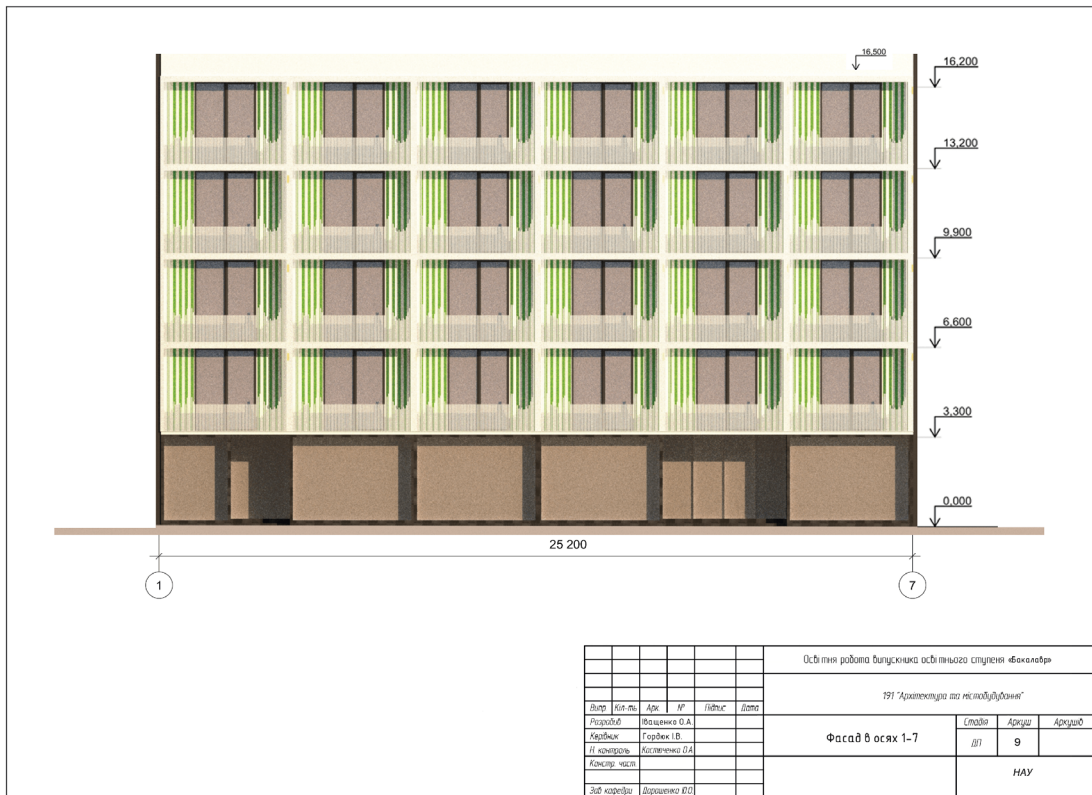 16,500
16,200
13,200
9,900
6,600
3,300
0,000
25 200
1
7
Освітня робота випускника освітнього ступеня «Бакалавр»
191 "Архітектура та містобудування"
Випр Кіл-ть Арк № Підпис Дата
Розробив Іващенко О.А.
Керівник Гордюк І.В.
Н. контроль Костюченко О.А.
Констр. част.
Зав кафедри Дорошенко Ю.О.
Фасад в осях 1-7
Стадія Аркуш Аркушів
ДП 9
НАУ